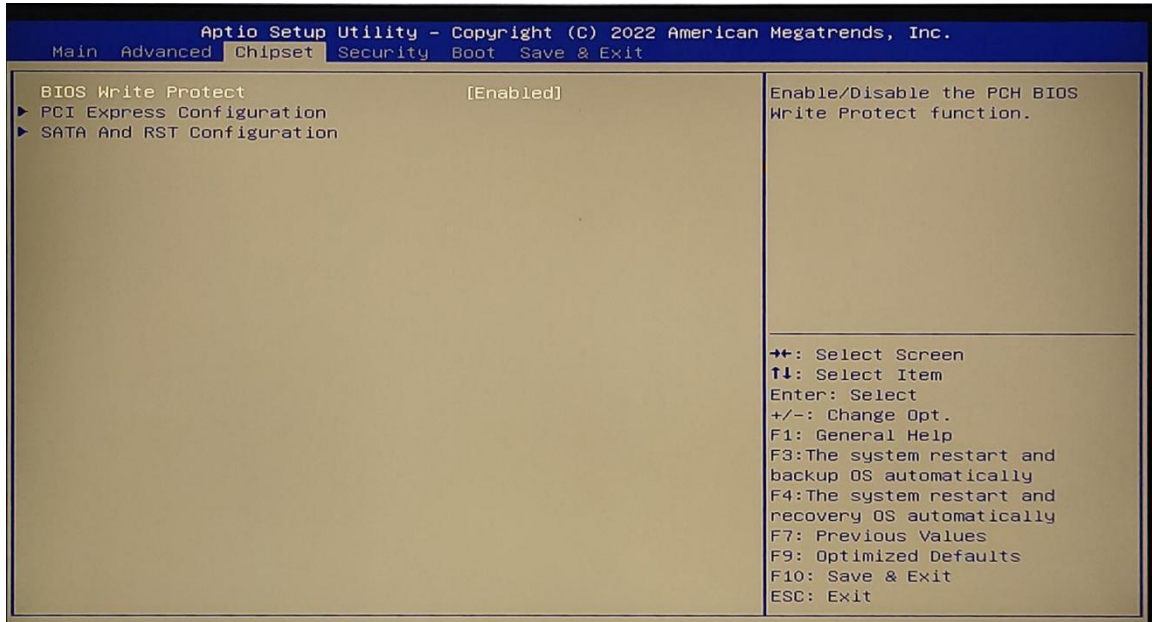 Aptio Setup Utility – Copyright (C) 2022 American Megatrends, Inc.
Main Advanced Chipset Security Boot Save & Exit
BIOS Write Protect [Enabled]
► PCI Express Configuration
► SATA And RST Configuration
Enable/Disable the PCH BIOS
Write Protect function.
→←: Select Screen
↑↓: Select Item
Enter: Select
+/-: Change Opt.
F1: General Help
F3:The system restart and
backup OS automatically
F4:The system restart and
recovery OS automatically
F7: Previous Values
F9: Optimized Defaults
F10: Save & Exit
ESC: Exit